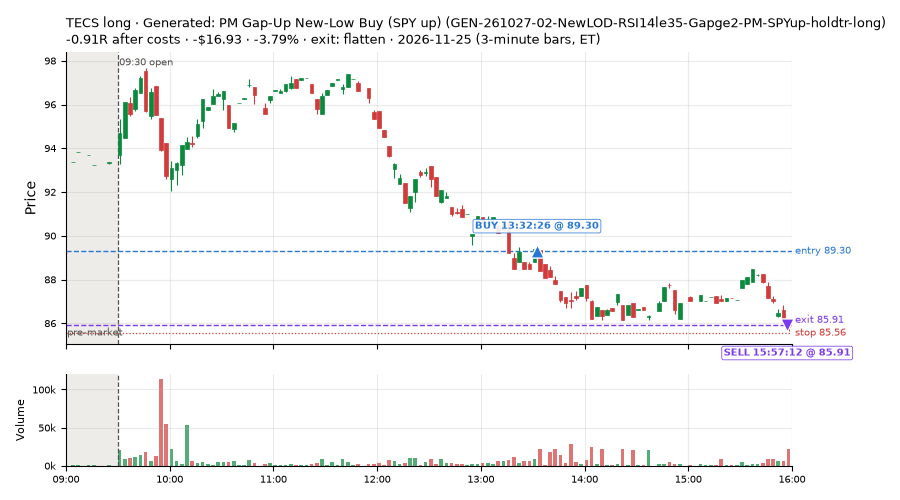 TECS long · Generated: PM Gap-Up New-Low Buy (SPY up) (GEN-261027-02-NewLOD-RSI14le35-Gapge2-PM-SPYup-holdtr-long)
-0.91R after costs · -$16.93 · -3.79% · exit: flatten · 2026-11-25 (3-minute bars, ET)
98
09:30 open
96
94
92
Price
90
BUY 13:32:26 @ 89.30
entry 89.30
88
86
exit 85.91
pre-market
stop 85.56
SELL 15:57:12 @ 85.91
100k
50k
0k
Volume
09:00
10:00
11:00
12:00
13:00
14:00
15:00
16:00